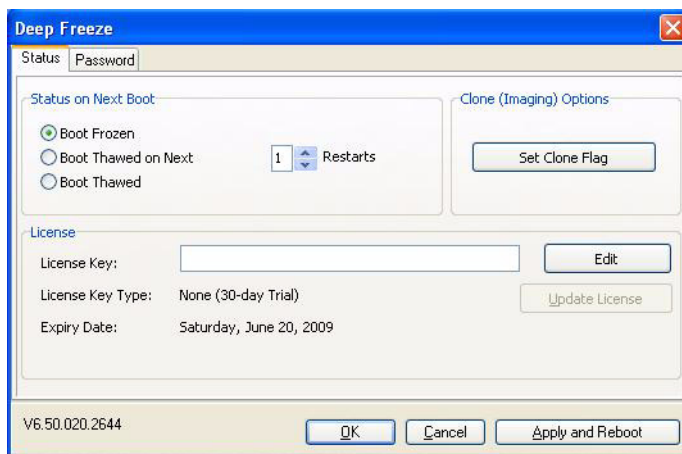 Deep Freeze
Status Password
Status on Next Boot
Clone (Imaging) Options
Boot Frozen
Boot Thawed on Next 1 Restarts
Boot Thawed
Set Clone Flag
License
License Key: Edit
License Key Type: None (30-day Trial) Update License
Expiry Date: Saturday, June 20, 2009
V6.50.020.2644 OK Cancel Apply and Reboot